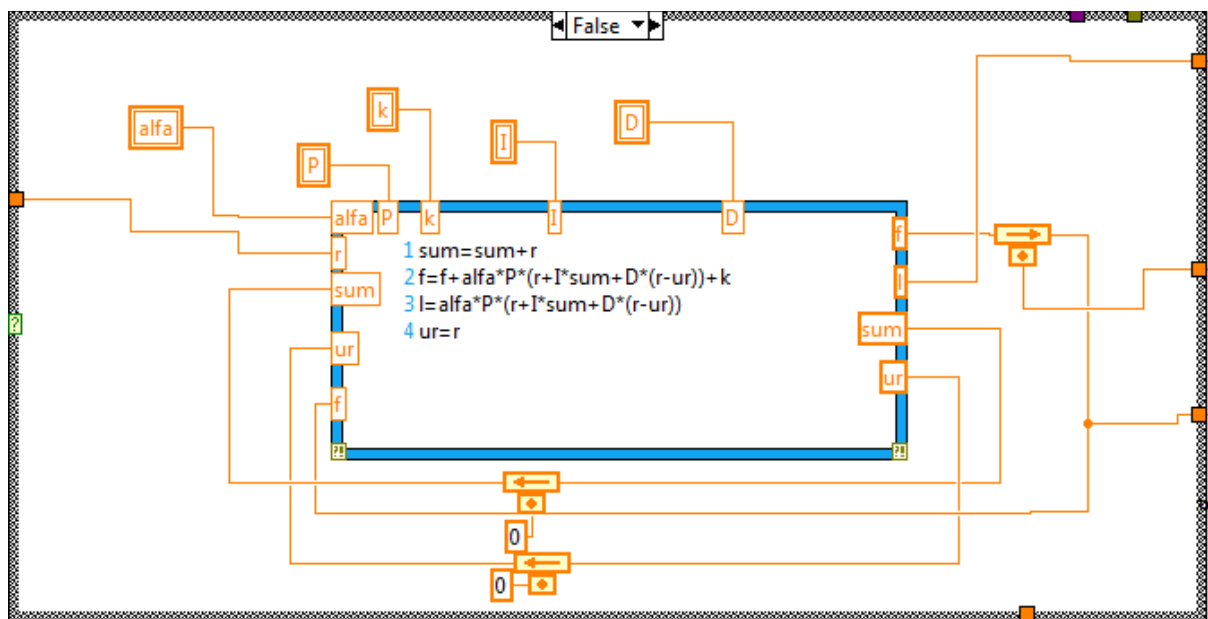 False
alfa
P
k
I
D
alfa
P
k
I
D
r
sum
ur
f
1 sum=sum+r
2 f=f+alfa*P*(r+I*sum+D*(r-ur))+k
3 l=alfa*P*(r+I*sum+D*(r-ur))
4 ur=r
f
l
sum
ur
?
0
0